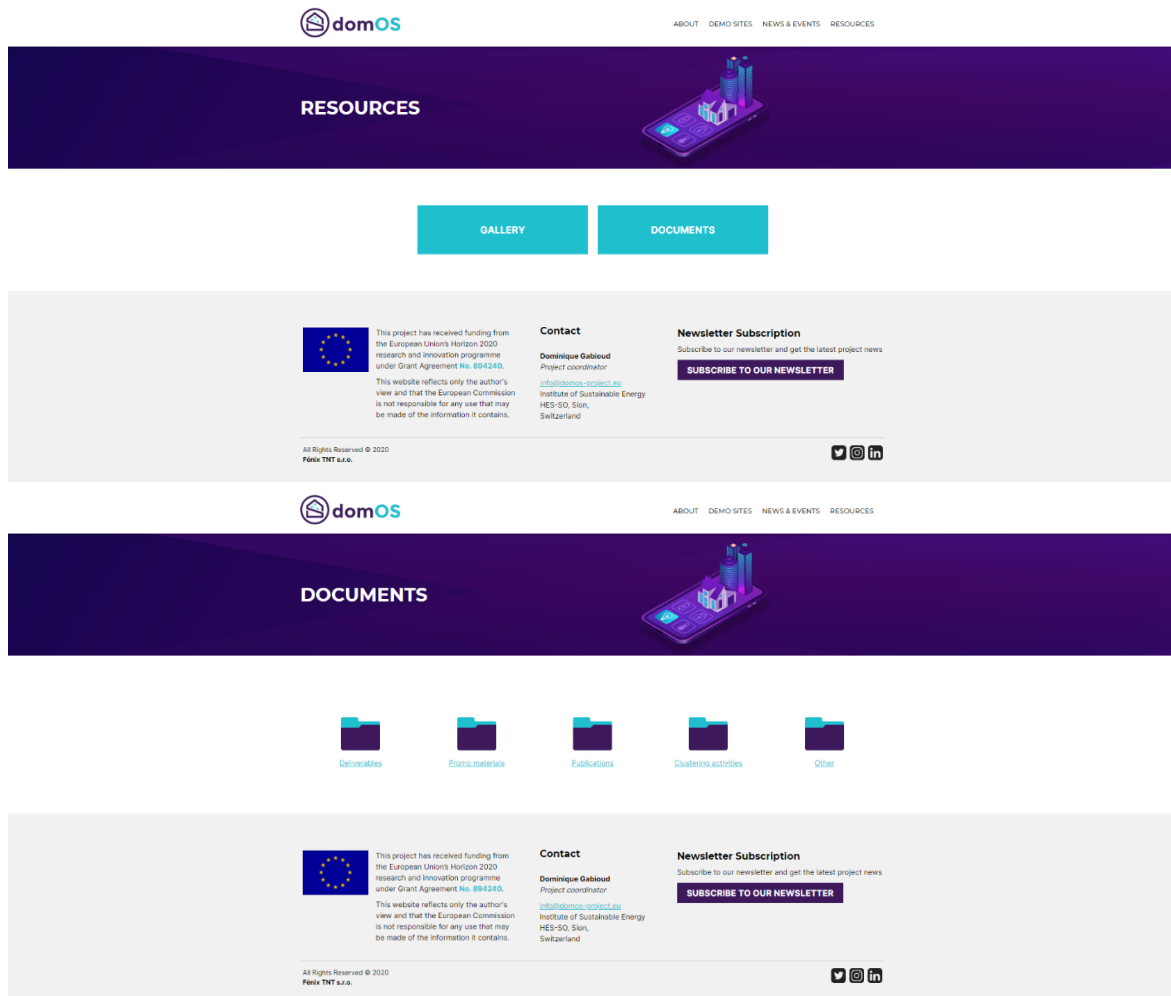 domOS
ABOUT DEMO SITES NEWS & EVENTS RESOURCES
RESOURCES
GALLERY
DOCUMENTS
This project has received funding from
the European Union's Horizon 2020
research and innovation programme
under Grant Agreement No. 894240.
This website reflects only the author's
view and that the European Commission
is not responsible for any use that may
be made of the information it contains.
Contact
Dominique Gabioud
Project coordinator
info@domos-project.eu
Institute of Sustainable Energy
HES-SO, Sion,
Switzerland
Newsletter Subscription
Subscribe to our newsletter and get the latest project news
SUBSCRIBE TO OUR NEWSLETTER
All Rights Reserved © 2020
Fénix TNT s.r.o.
domOS
ABOUT DEMO SITES NEWS & EVENTS RESOURCES
DOCUMENTS
Deliverables
Promo materials
Publications
Clustering activities
Other
This project has received funding from
the European Union's Horizon 2020
research and innovation programme
under Grant Agreement No. 894240.
This website reflects only the author's
view and that the European Commission
is not responsible for any use that may
be made of the information it contains.
Contact
Dominique Gabioud
Project coordinator
info@domos-project.eu
Institute of Sustainable Energy
HES-SO, Sion,
Switzerland
Newsletter Subscription
Subscribe to our newsletter and get the latest project news
SUBSCRIBE TO OUR NEWSLETTER
All Rights Reserved © 2020
Fénix TNT s.r.o.